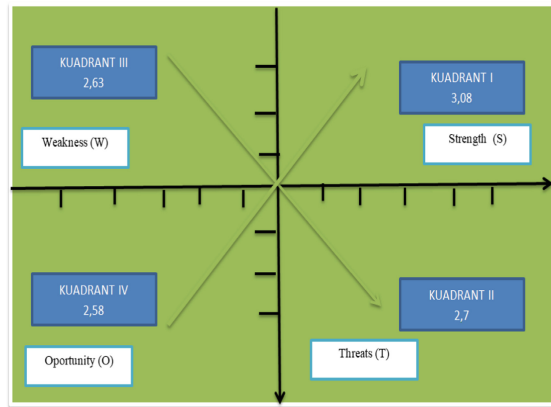 KUADRANT III
2,63
KUADRANT I
3,08
Weakness (W)
Strength (S)
KUADRANT IV
2,58
KUADRANT II
2,7
Oportunity (O)
Threats (T)